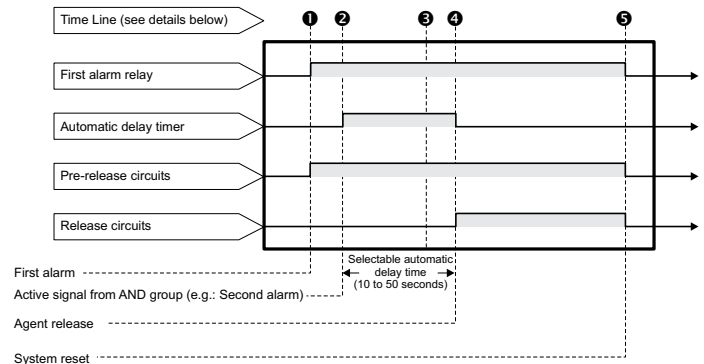 Time Line (see details below)
❶ ❷ ❸ ❹ ❺
First alarm relay
Automatic delay timer
Pre-release circuits
Release circuits
Selectable automatic
delay time
(10 to 50 seconds)
First alarm
Active signal from AND group (e.g.: Second alarm)
Agent release
System reset